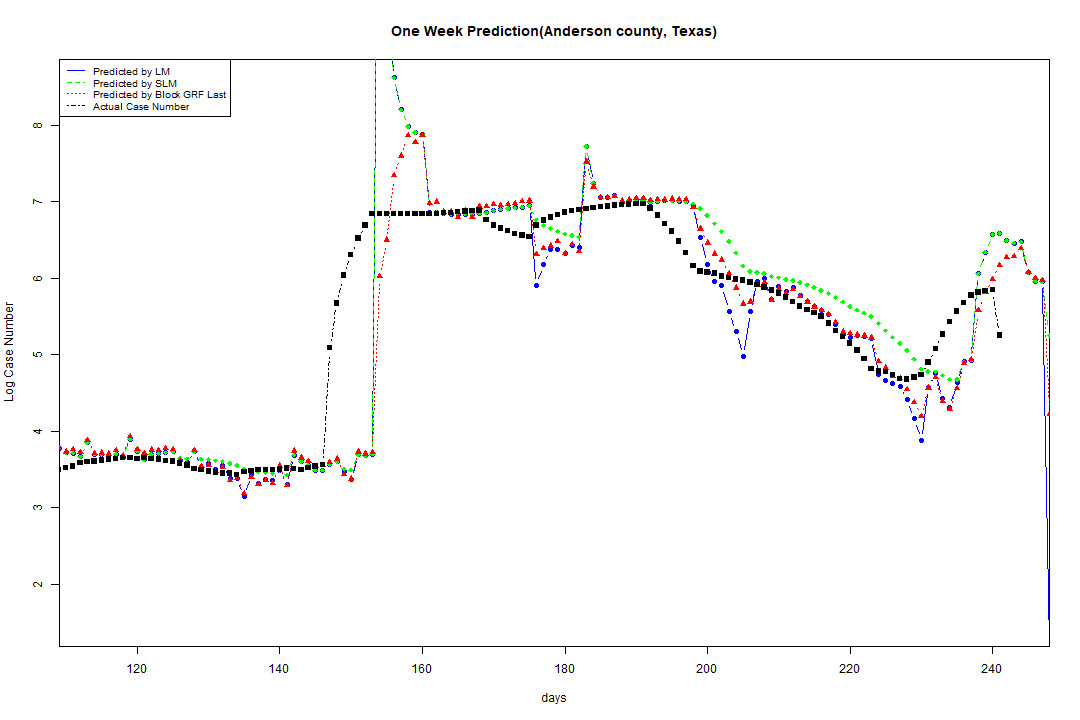 One Week Prediction(Anderson county, Texas)
Predicted by LM
Predicted by SLM
Predicted by Block GRF Last
Actual Case Number
8
7
6
5
4
3
2
Log Case Number
120 140 160 180 200 220 240
days